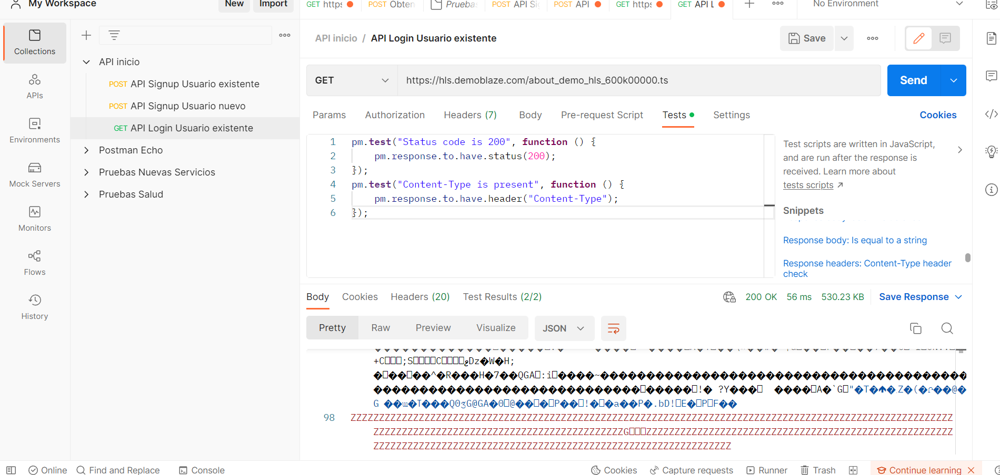 My Workspace
New
Import
GET https
POST Obten
Pruebas
POST API Sig
POST API
GET https
GET API L
No Environment
Collections
APIs
Environments
Mock Servers
Monitors
Flows
History
API inicio
POST API Signup Usuario existente
POST API Signup Usuario nuevo
GET API Login Usuario existente
Postman Echo
Pruebas Nuevas Servicios
Pruebas Salud
API inicio / API Login Usuario existente
Save
GET
https://hls.demoblaze.com/about_demo_hls_600k00000.ts
Send
Params
Authorization
Headers (7)
Body
Pre-request Script
Tests
Settings
Cookies
1 pm.test("Status code is 200", function () {
2 pm.response.to.have.status(200);
3 });
4 pm.test("Content-Type is present", function () {
5 pm.response.to.have.header("Content-Type");
6 });
Test scripts are written in JavaScript,
and are run after the response is
received. Learn more about
tests scripts
Snippets
Response body: Is equal to a string
Response headers: Content-Type header
check
Body
Cookies
Headers (20)
Test Results (2/2)
200 OK
56 ms
530.23 KB
Save Response
Pretty
Raw
Preview
Visualize
JSON
98
Online
Find and Replace
Console
Cookies
Capture requests
Runner
Trash
Continue learning